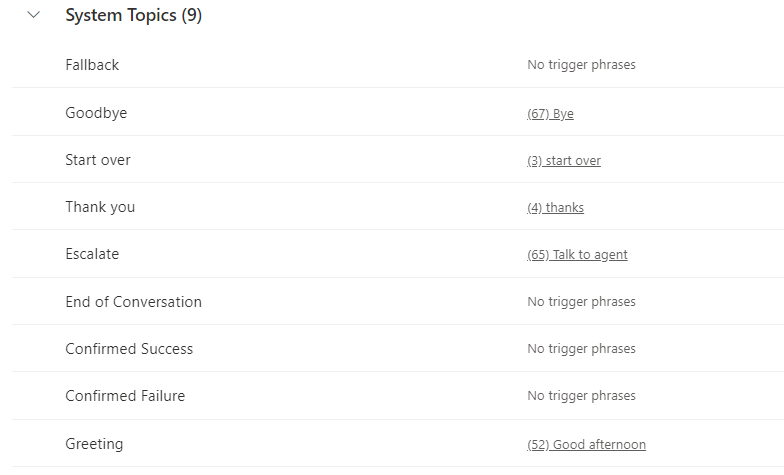 System Topics (9)
Fallback No trigger phrases
Goodbye (67) Bye
Start over (3) start over
Thank you (4) thanks
Escalate (65) Talk to agent
End of Conversation No trigger phrases
Confirmed Success No trigger phrases
Confirmed Failure No trigger phrases
Greeting (52) Good afternoon